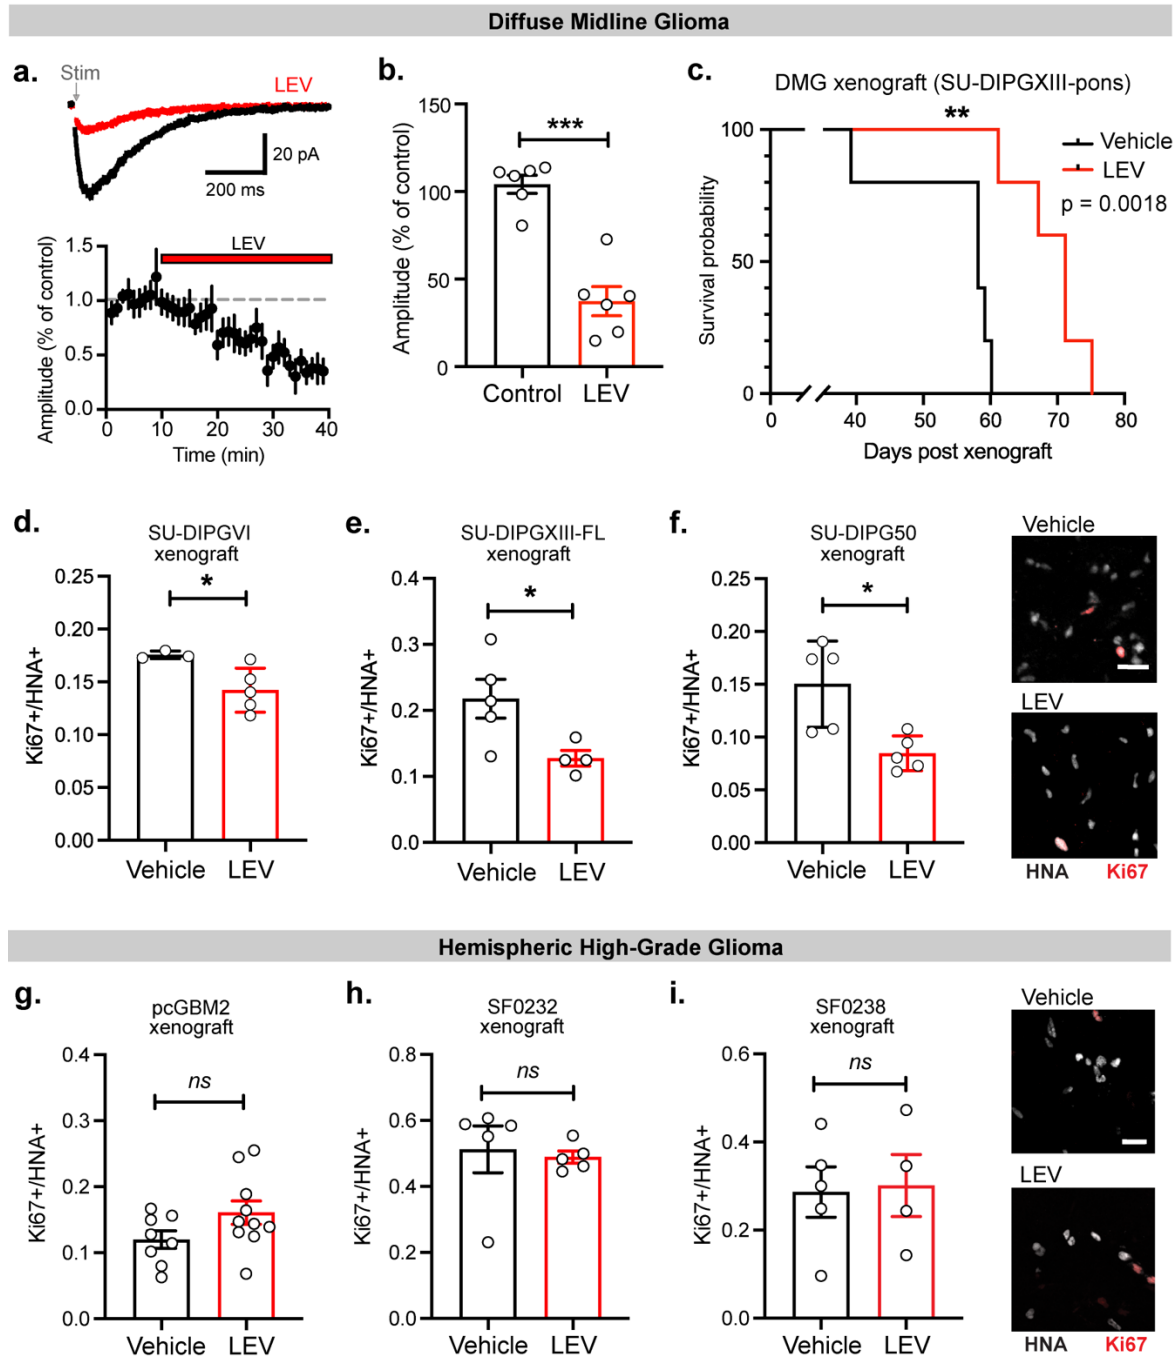 Diffuse Midline Glioma
a.
Stim
LEV
20 pA
200 ms
Amplitude (% of control)
1.5
1.0
0.5
0.0
LEV
0 10 20 30 40
Time (min)
b.
Amplitude (% of control)
150
100
50
0
***
Control LEV
c.
DMG xenograft (SU-DIPGXIII-pons)
**
Vehicle
LEV
p = 0.0018
Survival probability
100
50
0
0 40 50 60 70 80
Days post xenograft
d.
SU-DIPGVI
xenograft
Ki67+/HNA+
0.25
0.20
0.15
0.10
0.05
0.00
*
Vehicle LEV
e.
SU-DIPGXIII-FL
xenograft
Ki67+/HNA+
0.4
0.3
0.2
0.1
0.0
*
Vehicle LEV
f.
SU-DIPG50
xenograft
Ki67+/HNA+
0.25
0.20
0.15
0.10
0.05
0.00
*
Vehicle LEV
Vehicle
LEV
HNA Ki67
Hemispheric High-Grade Glioma
g.
pcGBM2
xenograft
Ki67+/HNA+
0.4
0.3
0.2
0.1
0.0
ns
Vehicle LEV
h.
SF0232
xenograft
Ki67+/HNA+
0.8
0.6
0.4
0.2
0.0
ns
Vehicle LEV
i.
SF0238
xenograft
Ki67+/HNA+
0.6
0.4
0.2
0.0
ns
Vehicle LEV
Vehicle
LEV
HNA Ki67